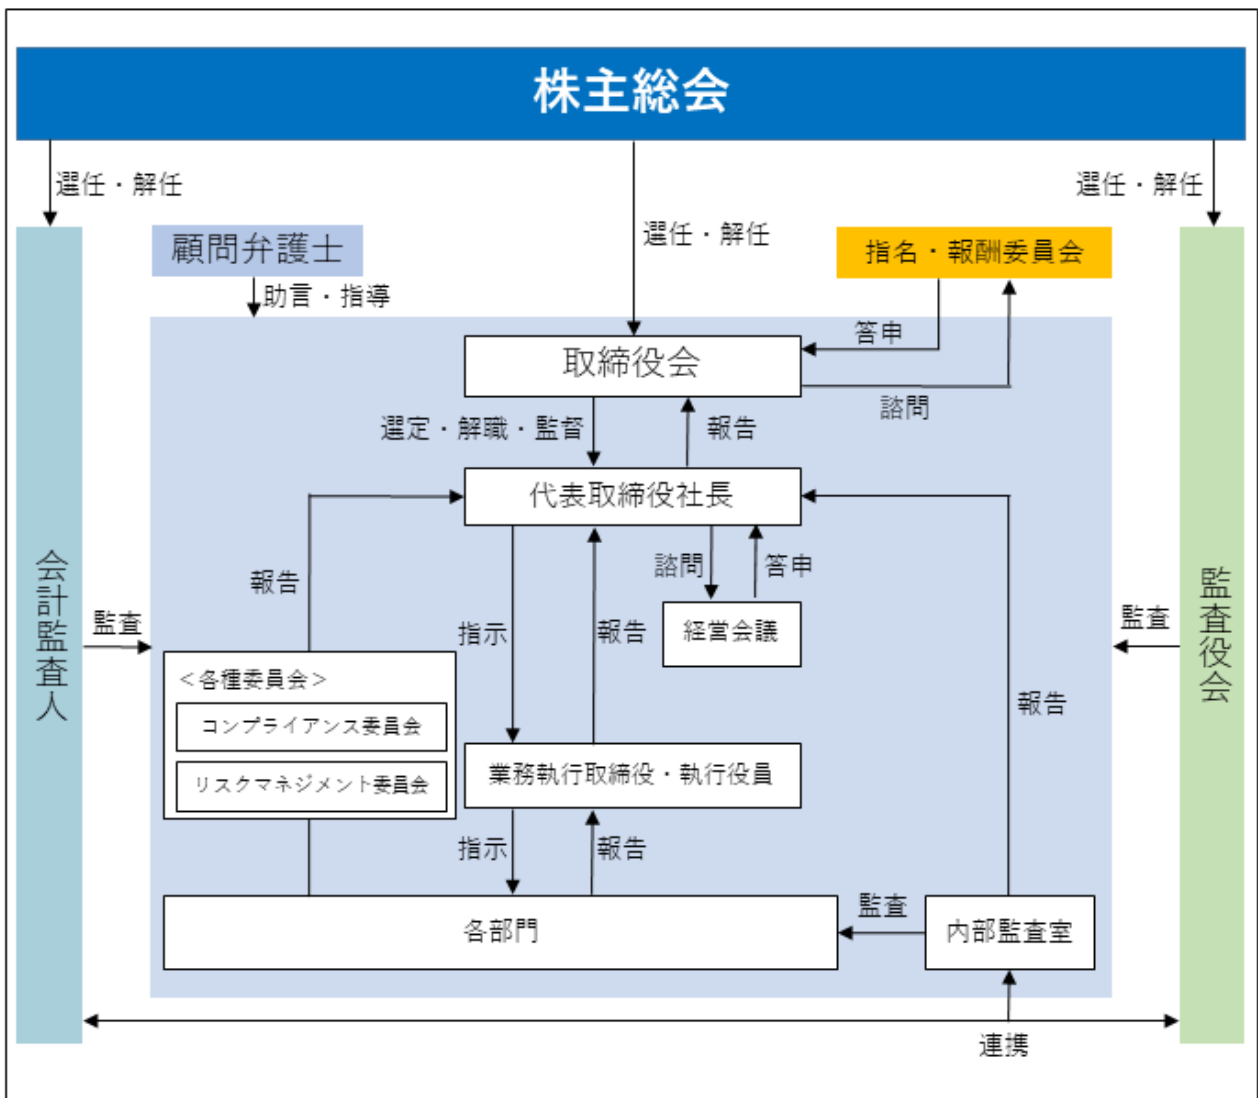 株主総会
選任・解任
選任・解任
選任・解任
顧問弁護士
指名・報酬委員会
助言・指導
答申
取締役会
諮問
選定・解職・監督
報告
代表取締役社長
会計監査人
監査役会
報告
諮問
答申
監査
指示
報告
経営会議
監査
＜各種委員会＞
コンプライアンス委員会
リスクマネジメント委員会
報告
業務執行取締役・執行役員
指示
報告
各部門
監査
内部監査室
連携